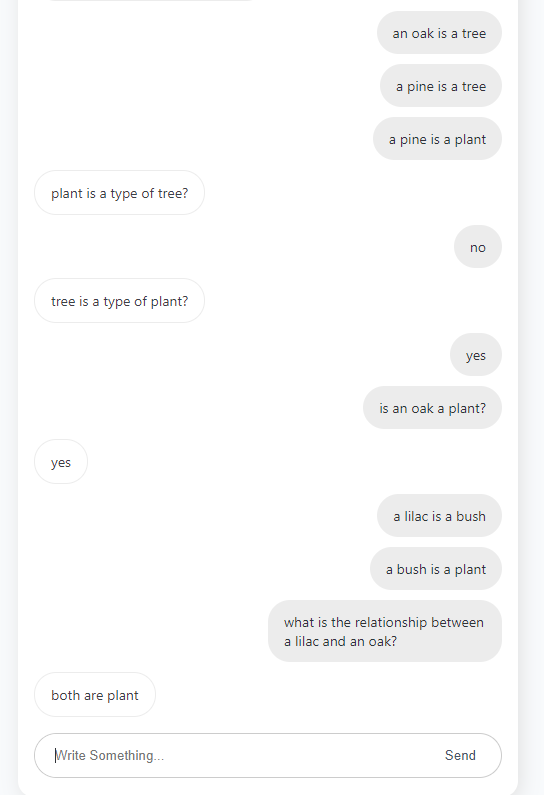 an oak is a tree
a pine is a tree
a pine is a plant
plant is a type of tree?
no
tree is a type of plant?
yes
is an oak a plant?
yes
a lilac is a bush
a bush is a plant
what is the relationship between
a lilac and an oak?
both are plant
Write Something...
Send